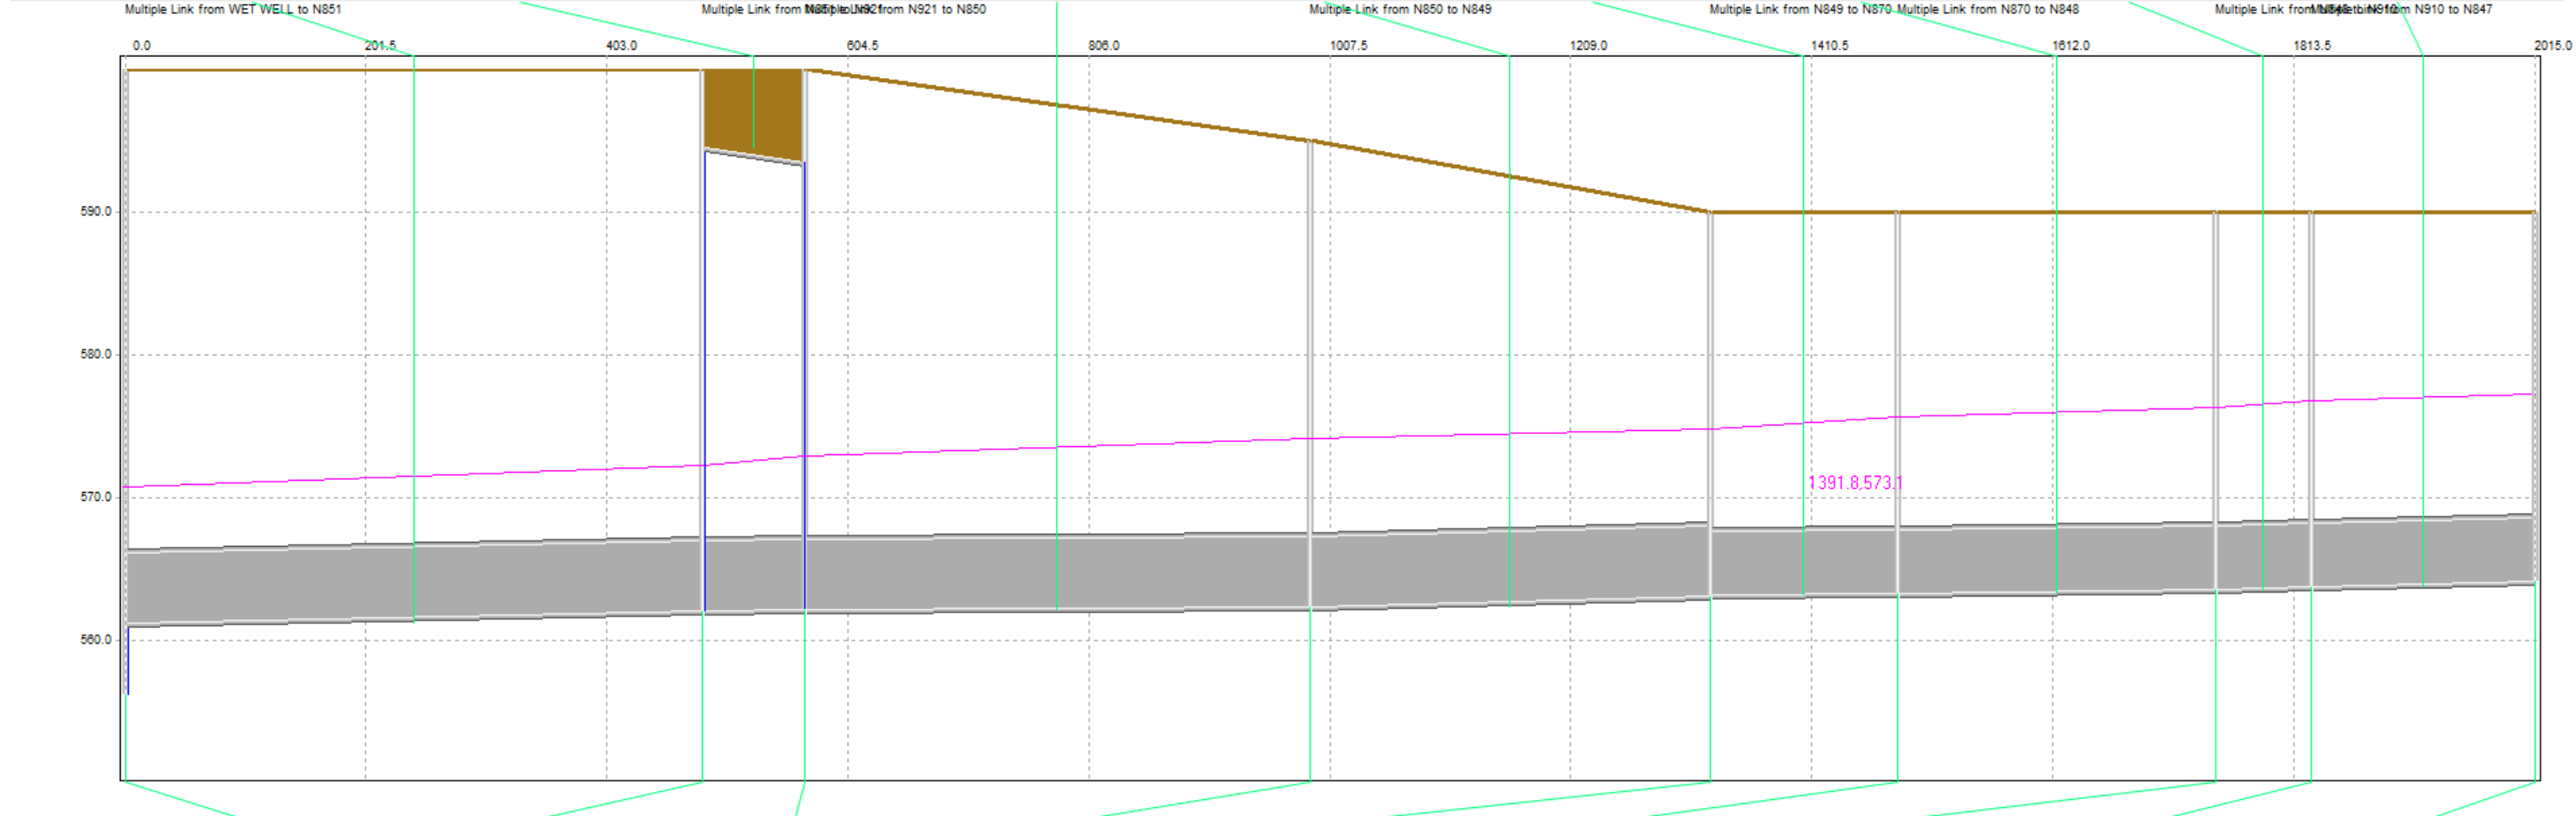 Multiple Link from WET WELL to N851
Multiple Link from N921 to N850
Multiple Link from N850 to N849
Multiple Link from N849 to N870
Multiple Link from N870 to N848
Multiple Link from N910 to N847
0.0 201.5 403.0 604.5 806.0 1007.5 1209.0 1410.5 1612.0 1813.5 2015.0
590.0
580.0
570.0
1391.8,573.1
560.0